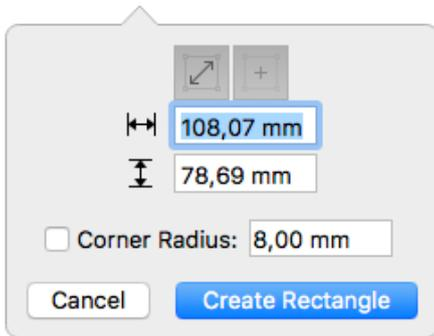 108,07 mm
78,69 mm
Corner Radius: 8,00 mm
Cancel Create Rectangle